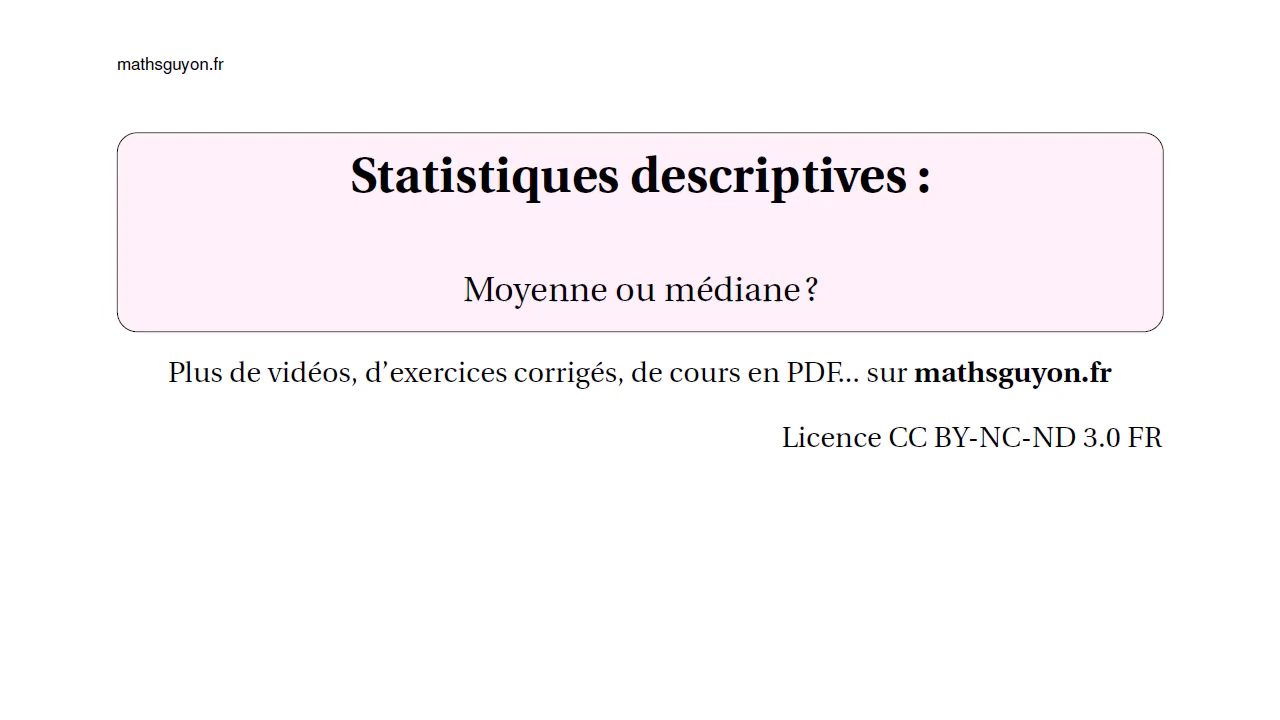 mathsguyon.fr
Statistiques descriptives :
Moyenne ou médiane ?
Plus de vidéos, d’exercices corrigés, de cours en PDF... sur mathsguyon.fr
Licence CC BY-NC-ND 3.0 FR